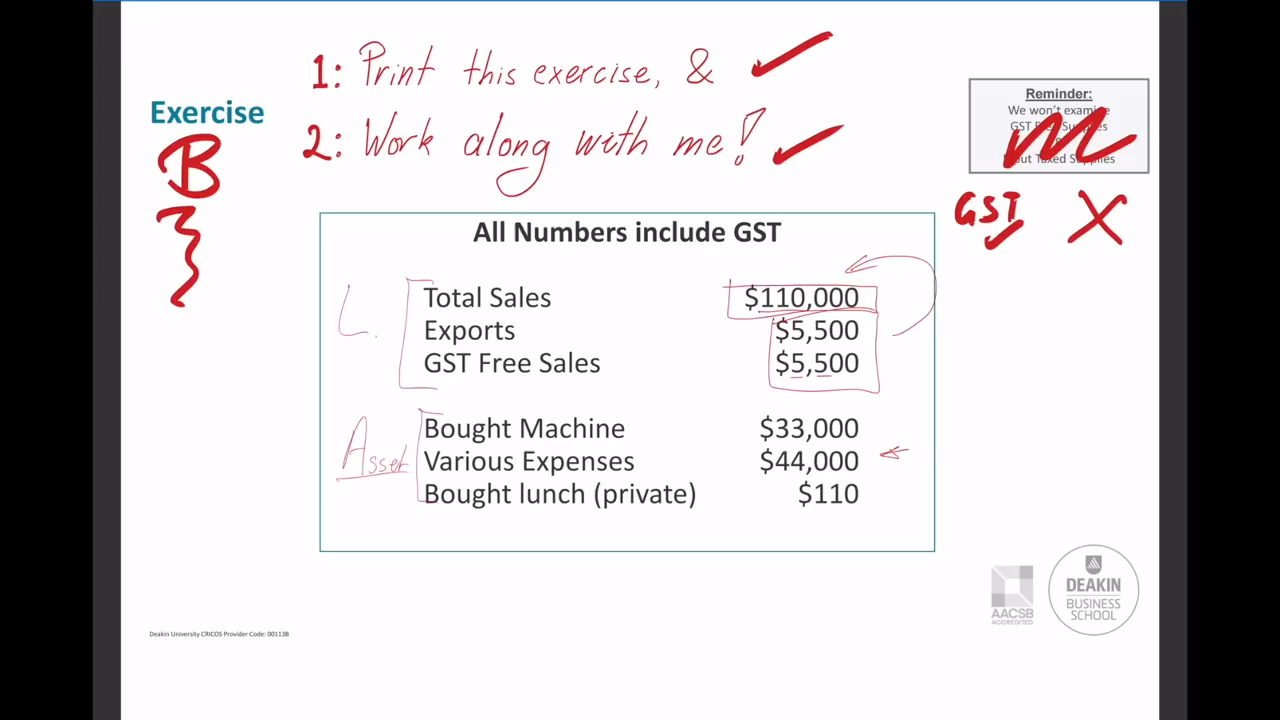 1: Print this exercise, &
Exercise
2: Work along with me!
B
Reminder:
We won't examine
GST Free Supplies
Input Taxed Supplies
GST
X
All Numbers include GST
L.
Total Sales $110,000
Exports $5,500
GST Free Sales $5,500
Asset
Bought Machine $33,000
Various Expenses $44,000
Bought lunch (private) $110
AACSB
ACCREDITED
DEAKIN
BUSINESS
SCHOOL
Deakin University CRICOS Provider Code: 00113B